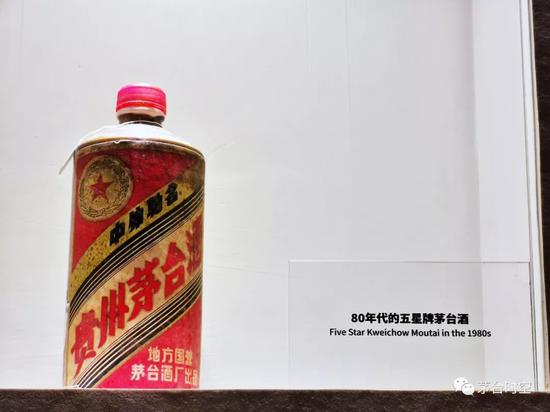 中外驰名
贵州茅台酒
地方国营
茅台酒厂出品
80年代的五星牌茅台酒
Five Star Kweichow Moutai in the 1980s
茅台时空